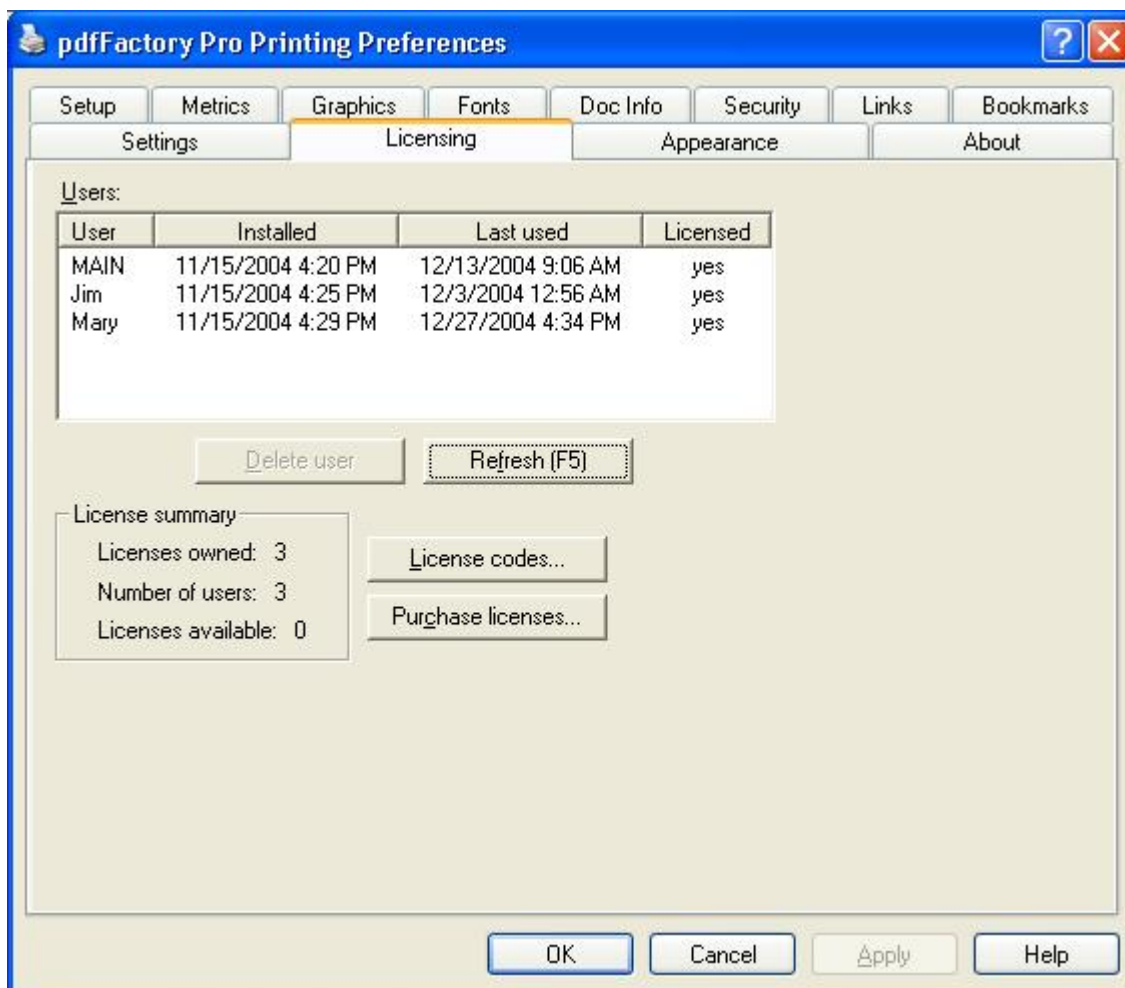 pdfFactory Pro Printing Preferences
Setup Metrics Graphics Fonts Doc Info Security Links Bookmarks
Settings Licensing Appearance About
Users:
User Installed Last used Licensed
MAIN 11/15/2004 4:20 PM 12/13/2004 9:06 AM yes
Jim 11/15/2004 4:25 PM 12/3/2004 12:56 AM yes
Mary 11/15/2004 4:29 PM 12/27/2004 4:34 PM yes
Delete user Refresh (F5)
License summary
Licenses owned: 3
License codes...
Number of users: 3
Purchase licenses...
Licenses available: 0
OK Cancel Apply Help